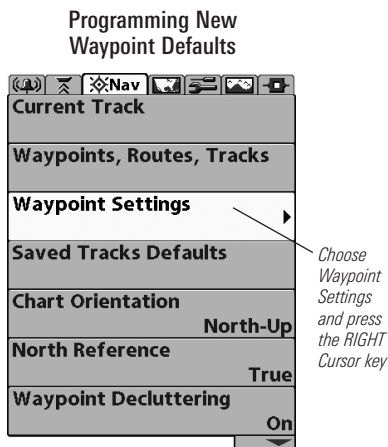 Programming New
Waypoint Defaults
Nav
Current Track
Waypoints, Routes, Tracks
Waypoint Settings
Saved Tracks Defaults
Chart Orientation
North-Up
North Reference
True
Waypoint Decluttering
On
Choose
Waypoint
Settings
and press
the RIGHT
Cursor key